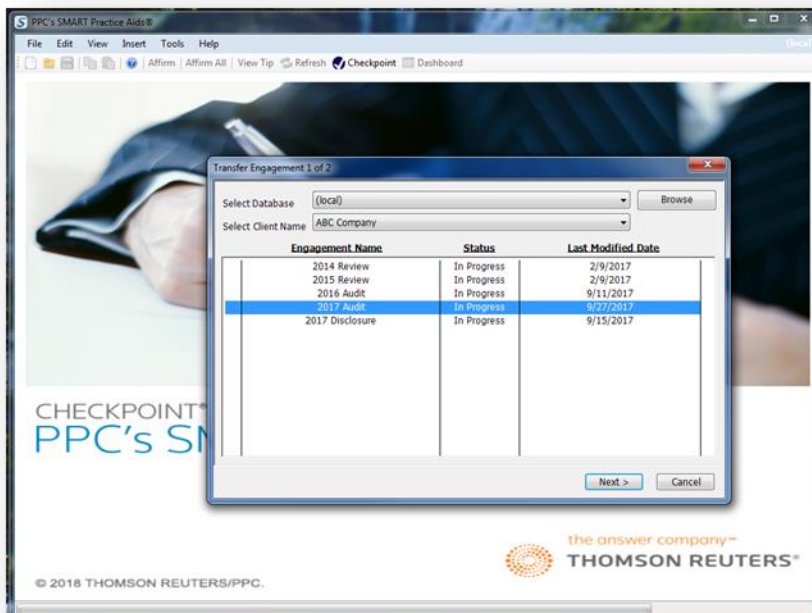 PPC's SMART Practice Aids®
File Edit View Insert Tools Help
(local)
Affirm Affirm All View Tip Refresh Checkpoint Dashboard
Transfer Engagement 1 of 2
Select Database (local) Browse
Select Client Name ABC Company
Engagement Name Status Last Modified Date
2014 Review In Progress 2/9/2017
2015 Review In Progress 2/9/2017
2016 Audit In Progress 9/11/2017
2017 Audit In Progress 9/27/2017
2017 Disclosure In Progress 9/15/2017
CHECKPOINT®
PPC's SM
Next > Cancel
the answer company™
THOMSON REUTERS®
© 2018 THOMSON REUTERS/PPC.